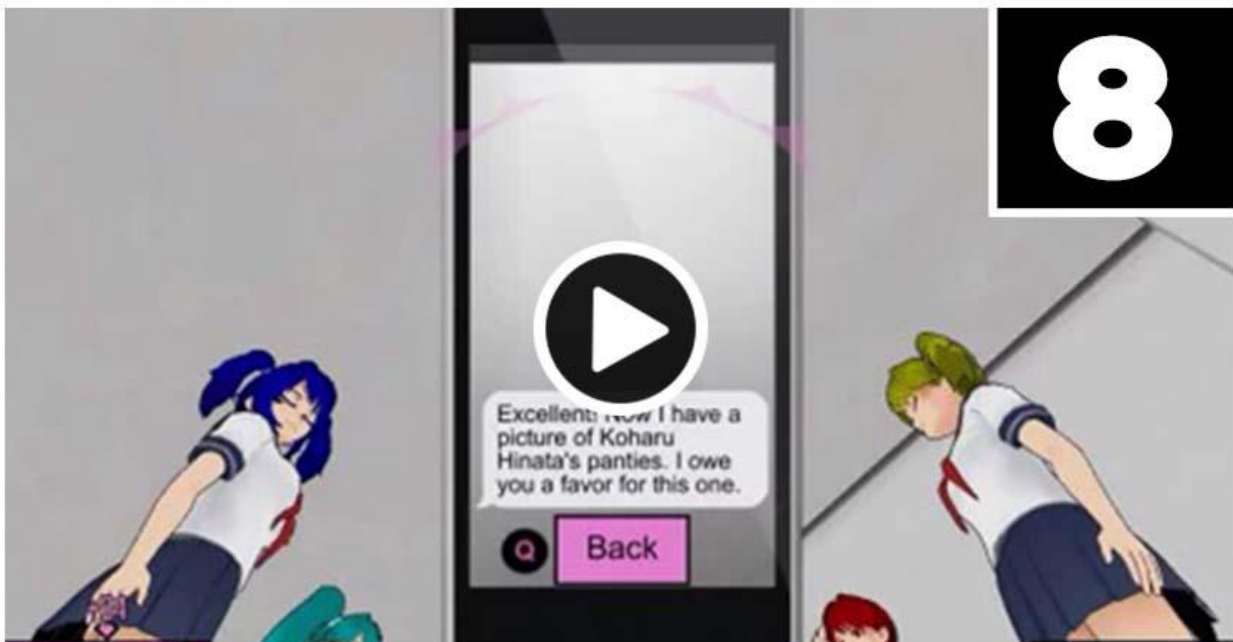 8
Excellent! Now I have a
picture of Koharu
Hinata's panties. I owe
you a favor for this one.
Q
Back